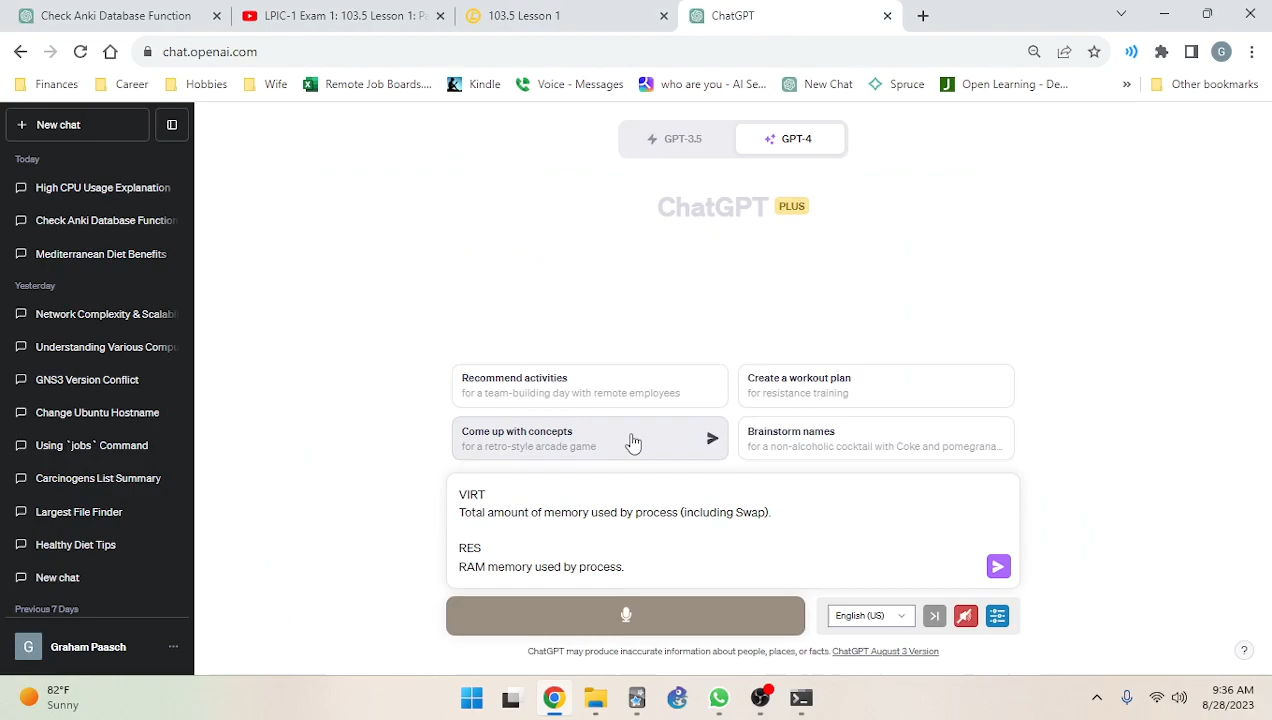 Check Anki Database Function
LPIC-1 Exam 1: 103.5 Lesson 1: Pa
103.5 Lesson 1
ChatGPT
chat.openai.com
Finances
Career
Hobbies
Wife
Remote Job Boards....
Kindle
Voice - Messages
who are you - AI Se...
New Chat
Spruce
Open Learning - De...
»
Other bookmarks
New chat
Today
High CPU Usage Explanation
Check Anki Database Function
Mediterranean Diet Benefits
Yesterday
Network Complexity & Scalabi
Understanding Various Compu
GNS3 Version Conflict
Change Ubuntu Hostname
Using `jobs` Command
Carcinogens List Summary
Largest File Finder
Healthy Diet Tips
New chat
Previous 7 Days
G
Graham Paasch
...
GPT-3.5
GPT-4
ChatGPT PLUS
Recommend activities
for a team-building day with remote employees
Create a workout plan
for resistance training
Come up with concepts
for a retro-style arcade game
Brainstorm names
for a non-alcoholic cocktail with Coke and pomegrana...
VIRT
Total amount of memory used by process (including Swap).
RES
RAM memory used by process.
English (US)
ChatGPT may produce inaccurate information about people, places, or facts. ChatGPT August 3 Version
?
82°F
Sunny
9:36 AM
8/28/2023